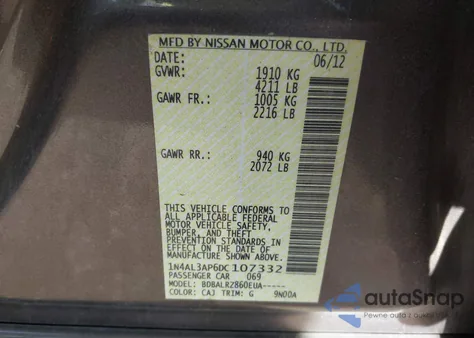 MFD BY NISSAN MOTOR CO., LTD.
DATE: 06/12
GVWR: 1910 KG
4211 LB
GAWR FR.: 1005 KG
2216 LB
GAWR RR.: 940 KG
2072 LB
THIS VEHICLE CONFORMS TO
ALL APPLICABLE FEDERAL
MOTOR VEHICLE SAFETY,
BUMPER, AND THEFT
PREVENTION STANDARDS IN
EFFECT ON THE DATE OF
MANUFACTURE SHOWN ABOVE.
1N4AL3AP6DC107332
PASSENGER CAR 069
MODEL: BDBALRZ860EUA-----
COLOR: CAJ TRIM: G 9N00A
autoSnap
Pewne auto z